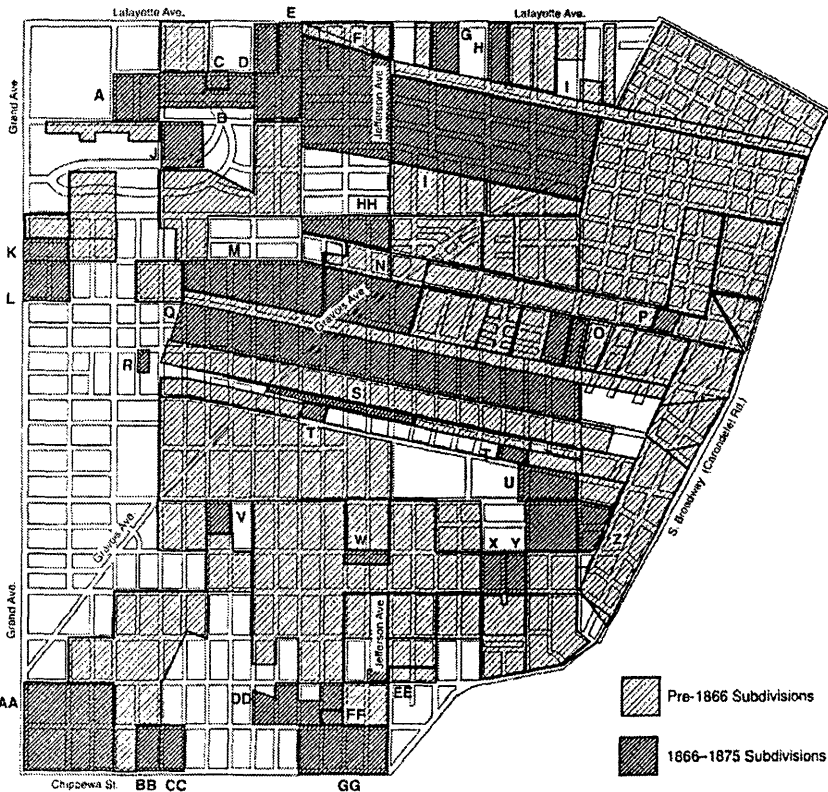 E
Lafayette Ave.
Lafayette Ave.
F
G
H
C
D
Jefferson Ave
I
A
Grand Ave
B
J
I
HH
K
M
N
L
Q
Gravois Ave
P
O
R
S
T
T
U
S. Broadway (Carondelet Rd.)
V
W
X
Y
Z
Gravois Ave.
Grand Ave.
Jefferson Ave
AA
DD
EE
FF
Pre-1866 Subdivisions
1866–1875 Subdivisions
Chippewa St.
BB
CC
GG